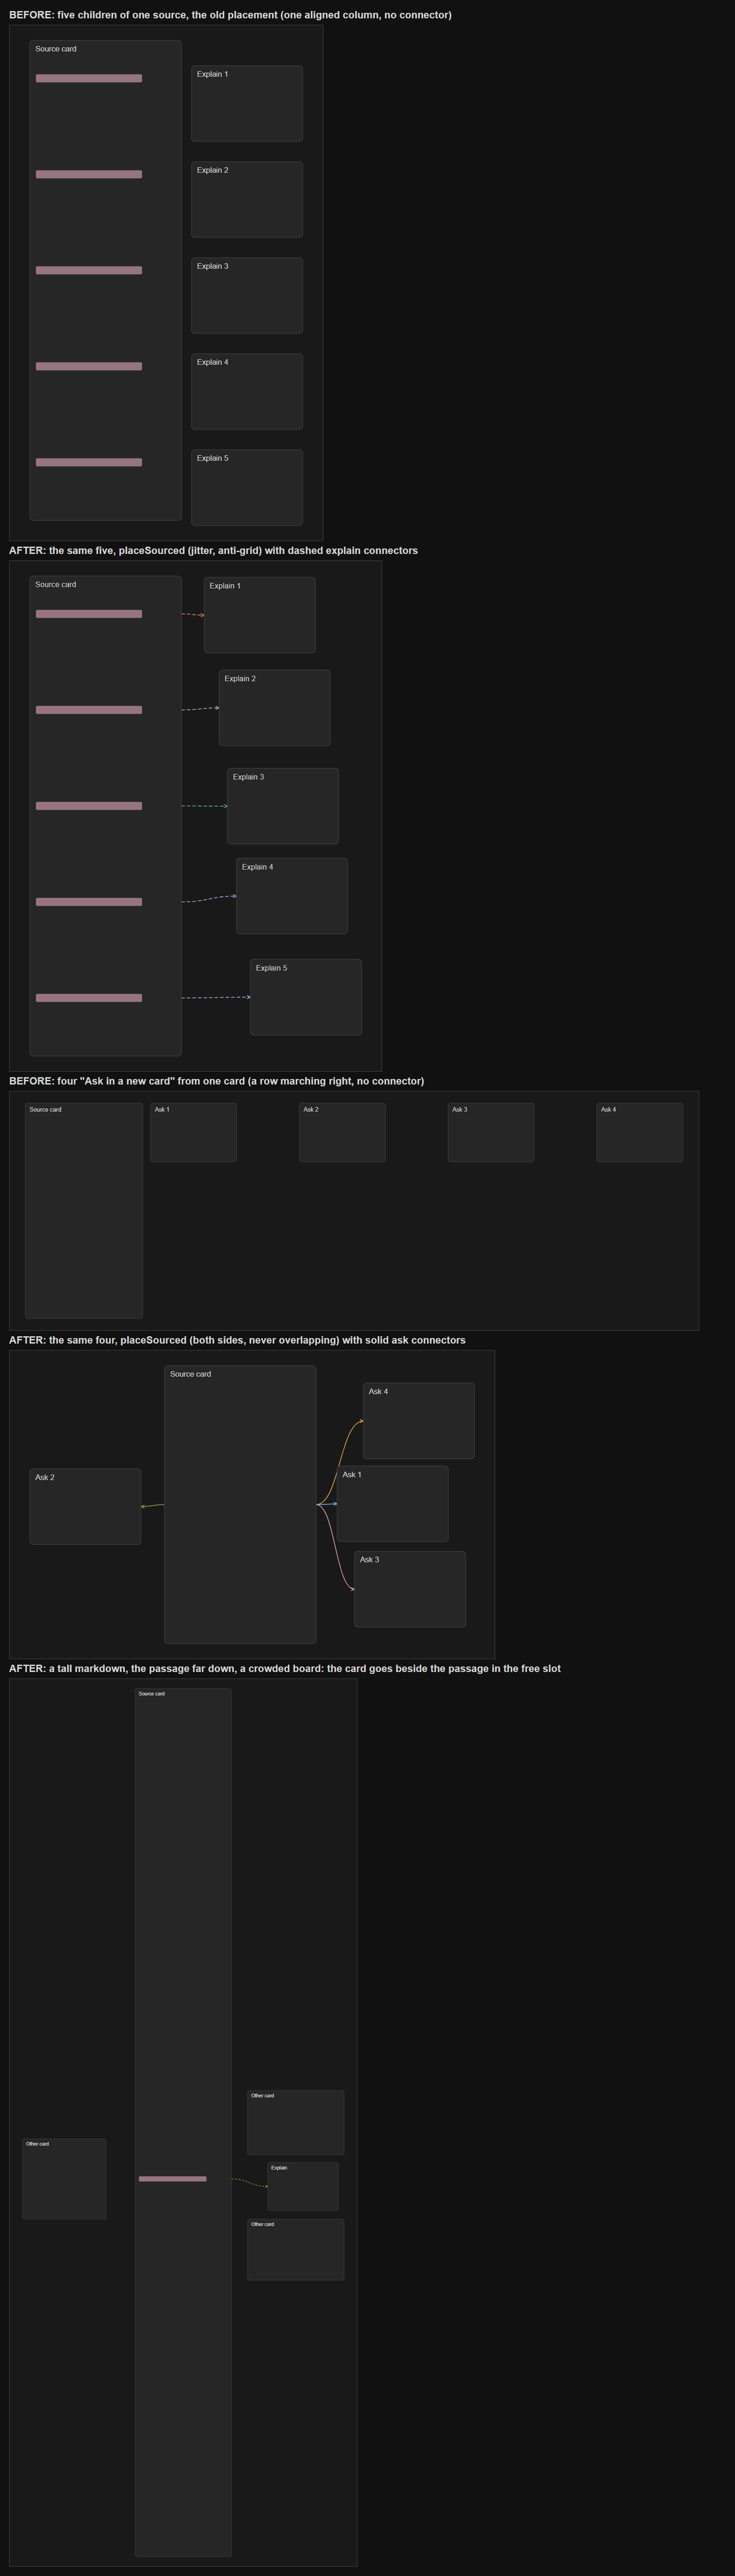 BEFORE: five children of one source, the old placement (one aligned column, no connector)
Source card
Explain 1
Explain 2
Explain 3
Explain 4
Explain 5
AFTER: the same five, placeSourced (jitter, anti-grid) with dashed explain connectors
Source card
Explain 1
Explain 2
Explain 3
Explain 4
Explain 5
BEFORE: four "Ask in a new card" from one card (a row marching right, no connector)
Source card
Ask 1
Ask 2
Ask 3
Ask 4
AFTER: the same four, placeSourced (both sides, never overlapping) with solid ask connectors
Source card
Ask 4
Ask 1
Ask 2
Ask 3
AFTER: a tall markdown, the passage far down, a crowded board: the card goes beside the passage in the free slot
Source card
Other card
Other card
Explain
Other card